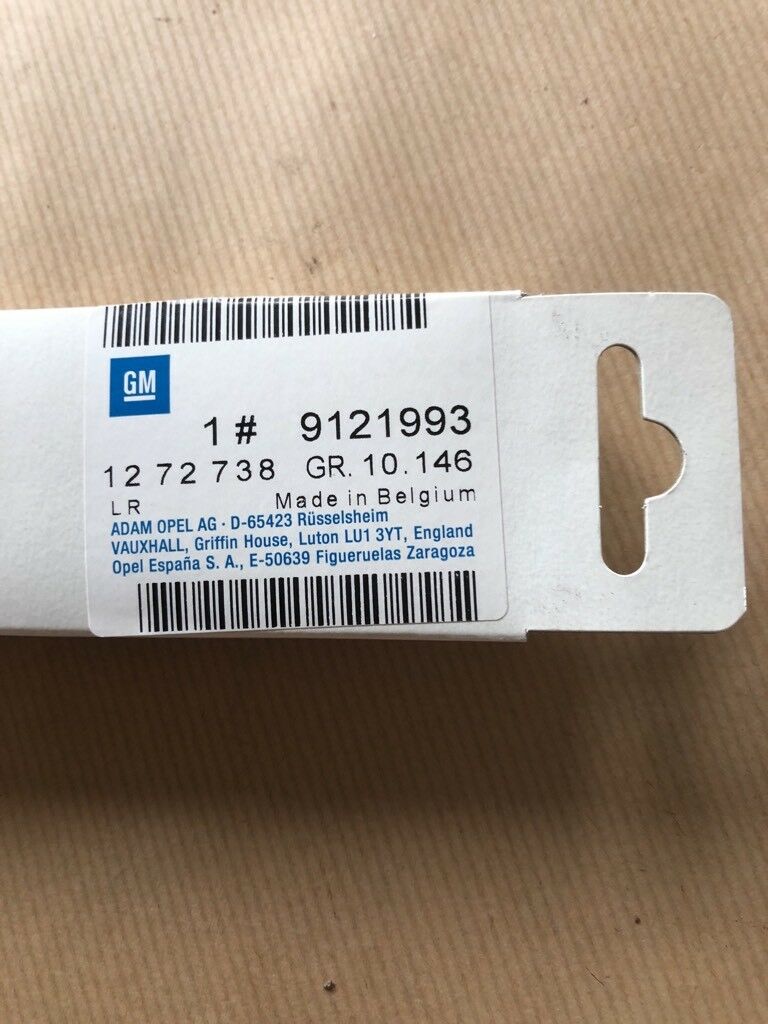 GM
1 # 9121993
12 72 738 GR. 10.146
LR Made in Belgium
ADAM OPEL AG · D-65423 Rüsselsheim
VAUXHALL, Griffin House, Luton LU1 3YT, England
Opel España S. A., E-50639 Figueruelas Zaragoza